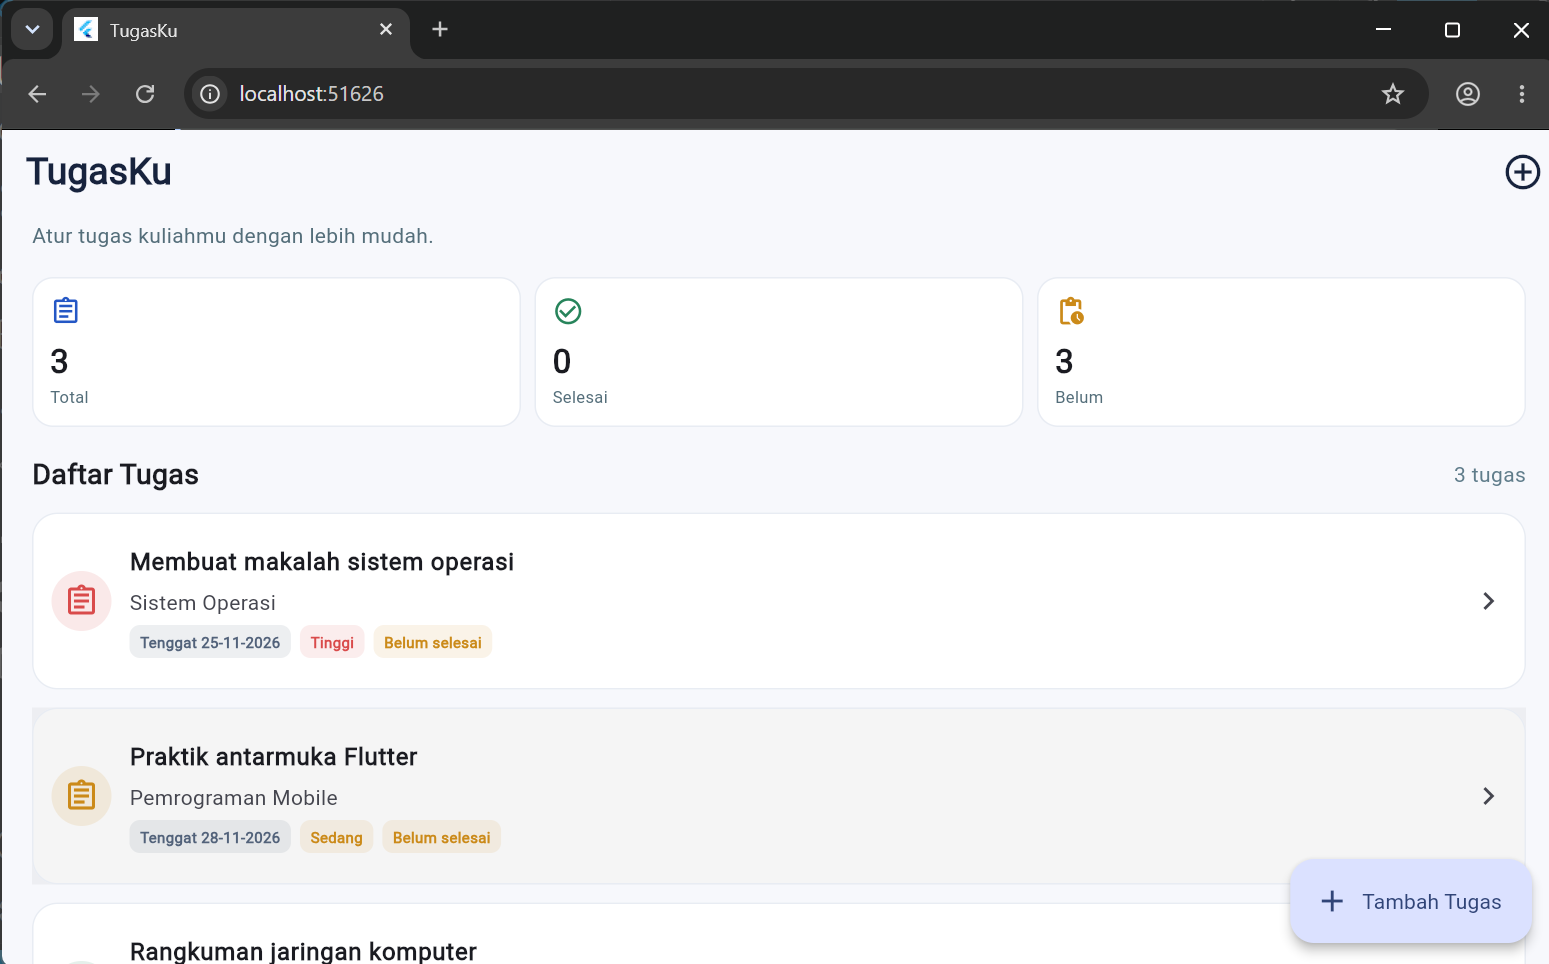 TugasKu
localhost:51626
TugasKu
Atur tugas kuliahmu dengan lebih mudah.
3
Total
0
Selesai
3
Belum
Daftar Tugas
3 tugas
Membuat makalah sistem operasi
Sistem Operasi
Tenggat 25-11-2026 Tinggi Belum selesai
Praktik antarmuka Flutter
Pemrograman Mobile
Tenggat 28-11-2026 Sedang Belum selesai
Tambah Tugas
Rangkuman jaringan komputer